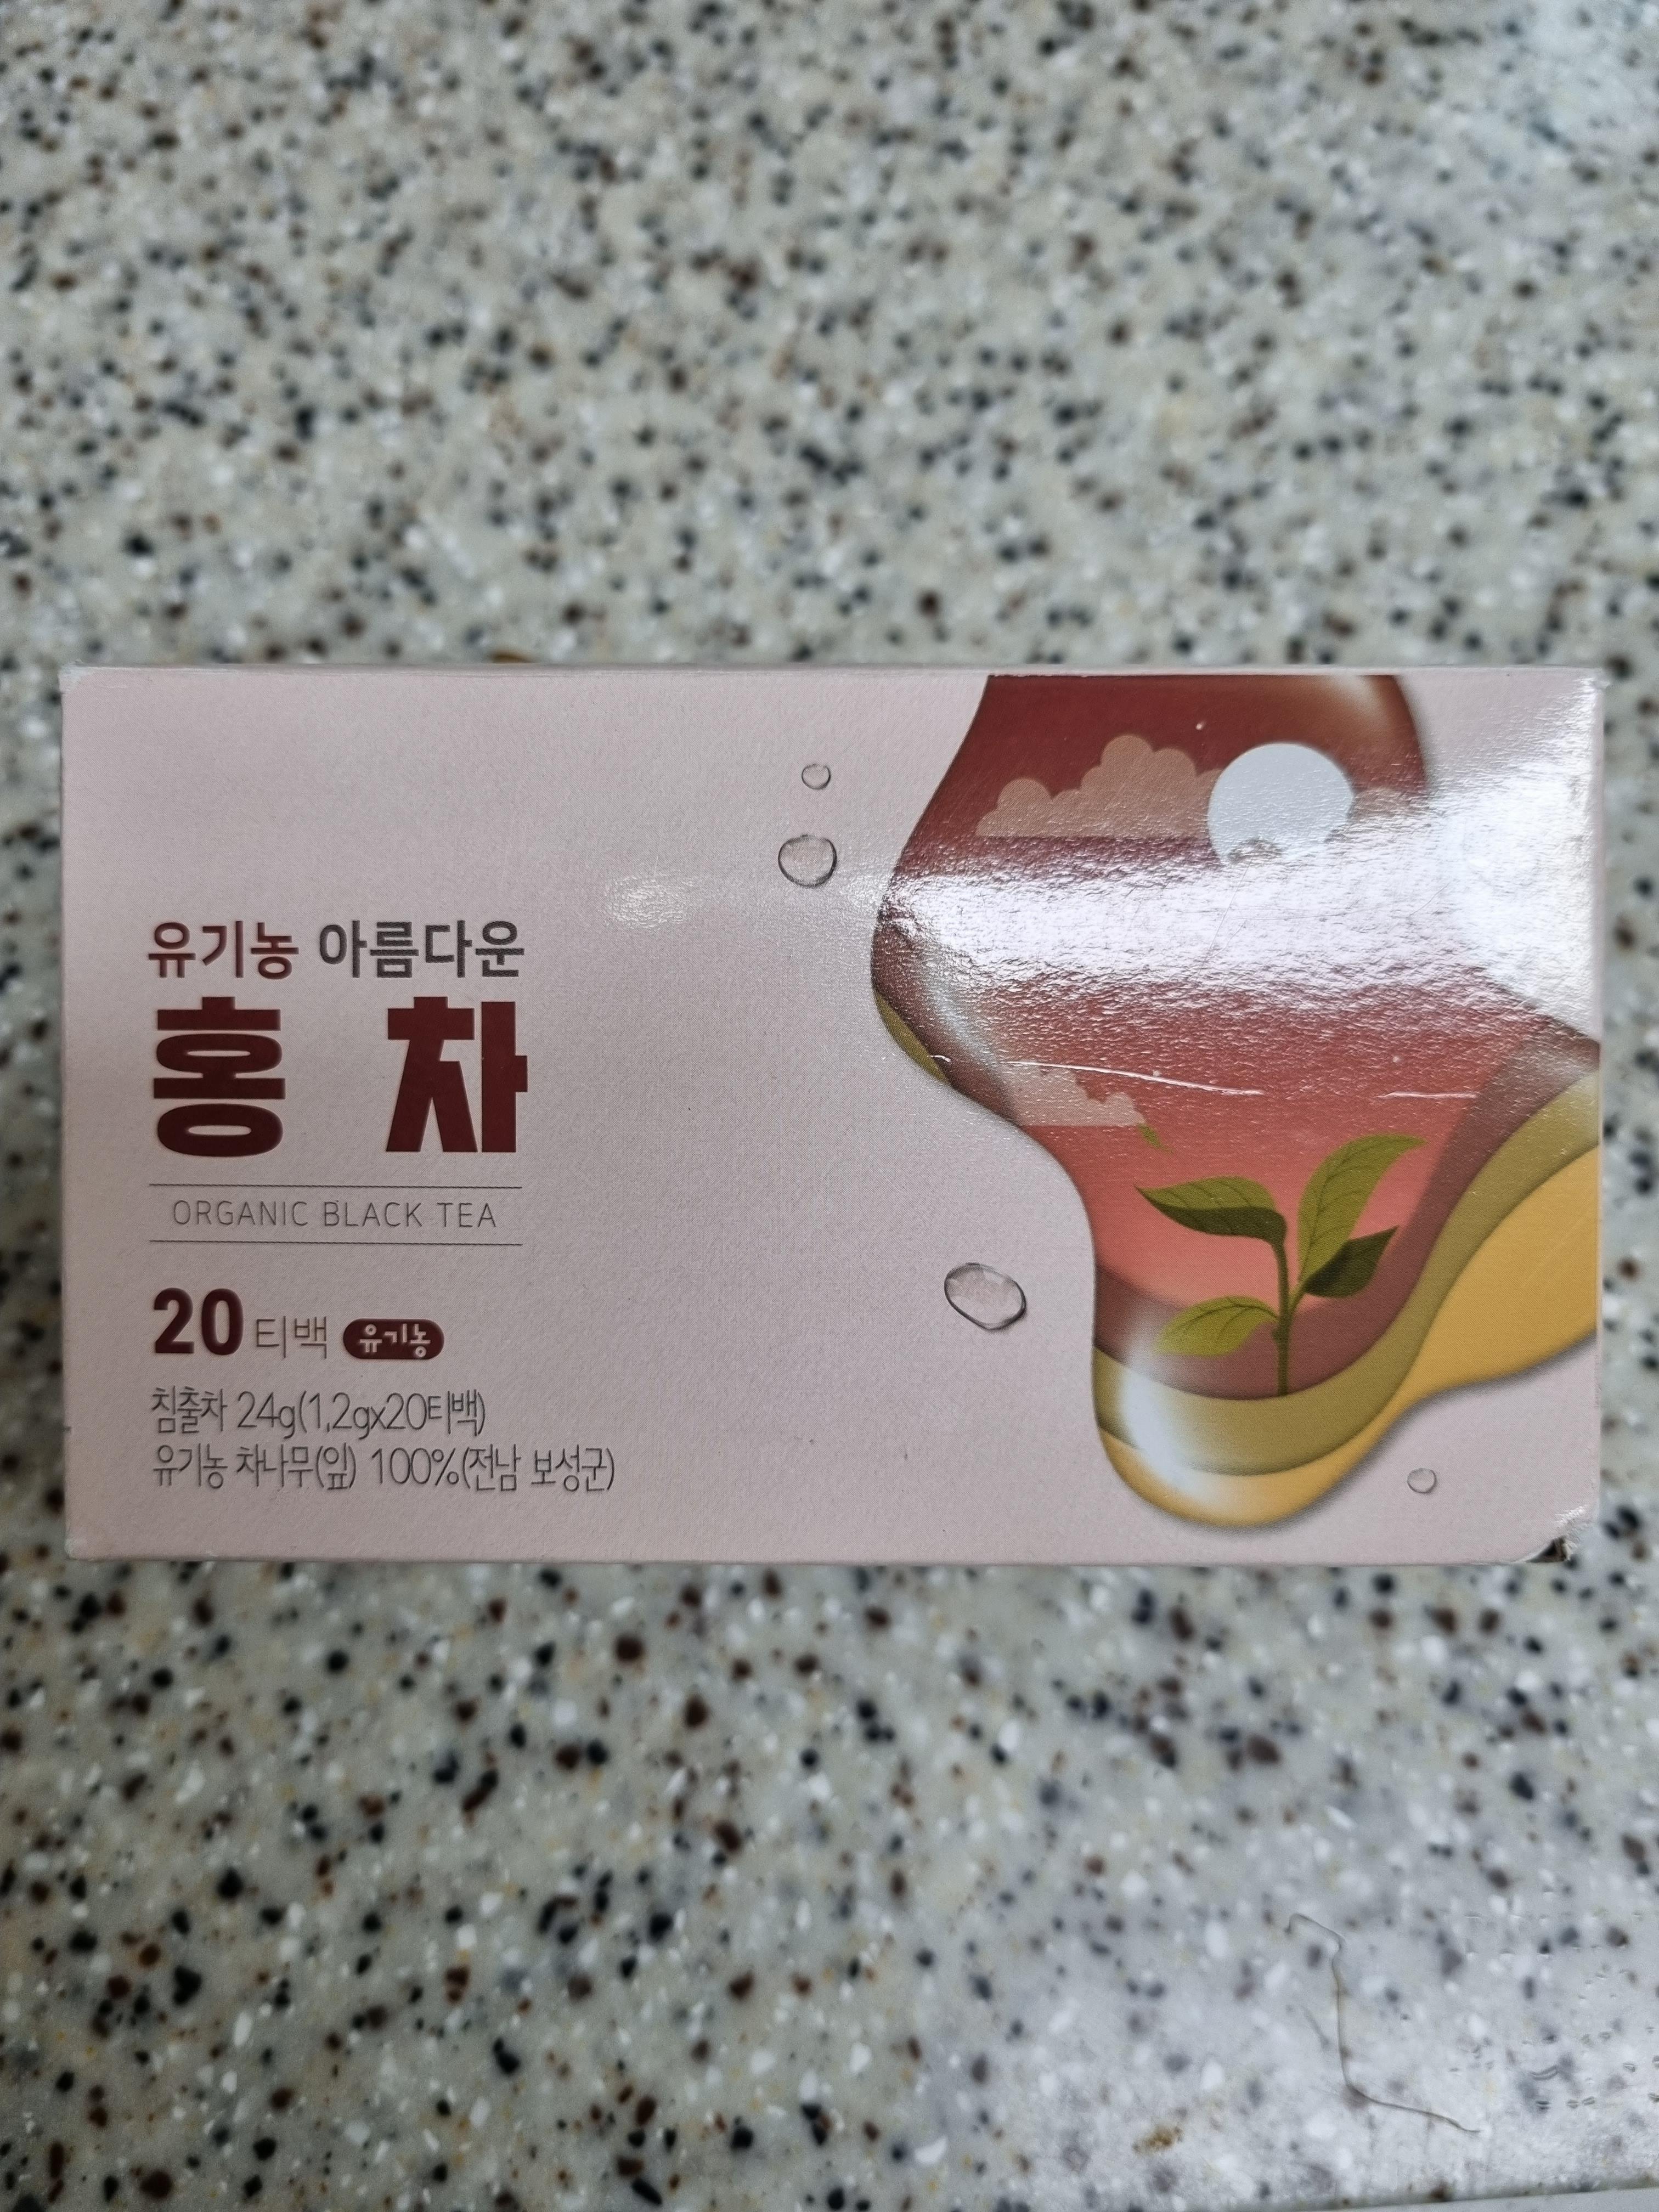 유기농 아름다운
홍 차
ORGANIC BLACK TEA
20 티백 유기농
침출차 24g(1.2gx20티백)
유기농 차나무(잎) 100%(전남 보성군)